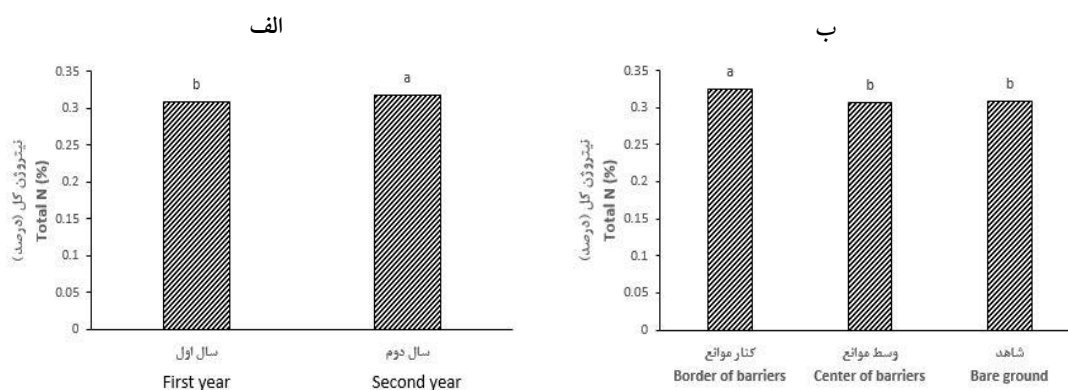 الف
b
a
0.35
0.3
0.25
0.2
0.15
0.1
0.05
0
نیتروژن کل (درصد)
Total N (%)
سال اول
سال دوم
First year
Second year
ب
a
b
b
0.35
0.3
0.25
0.2
0.15
0.1
0.05
0
نیتروژن کل (درصد)
Total N (%)
کنار موانع
وسط موانع
شاهد
Border of barriers
Center of barriers
Bare ground